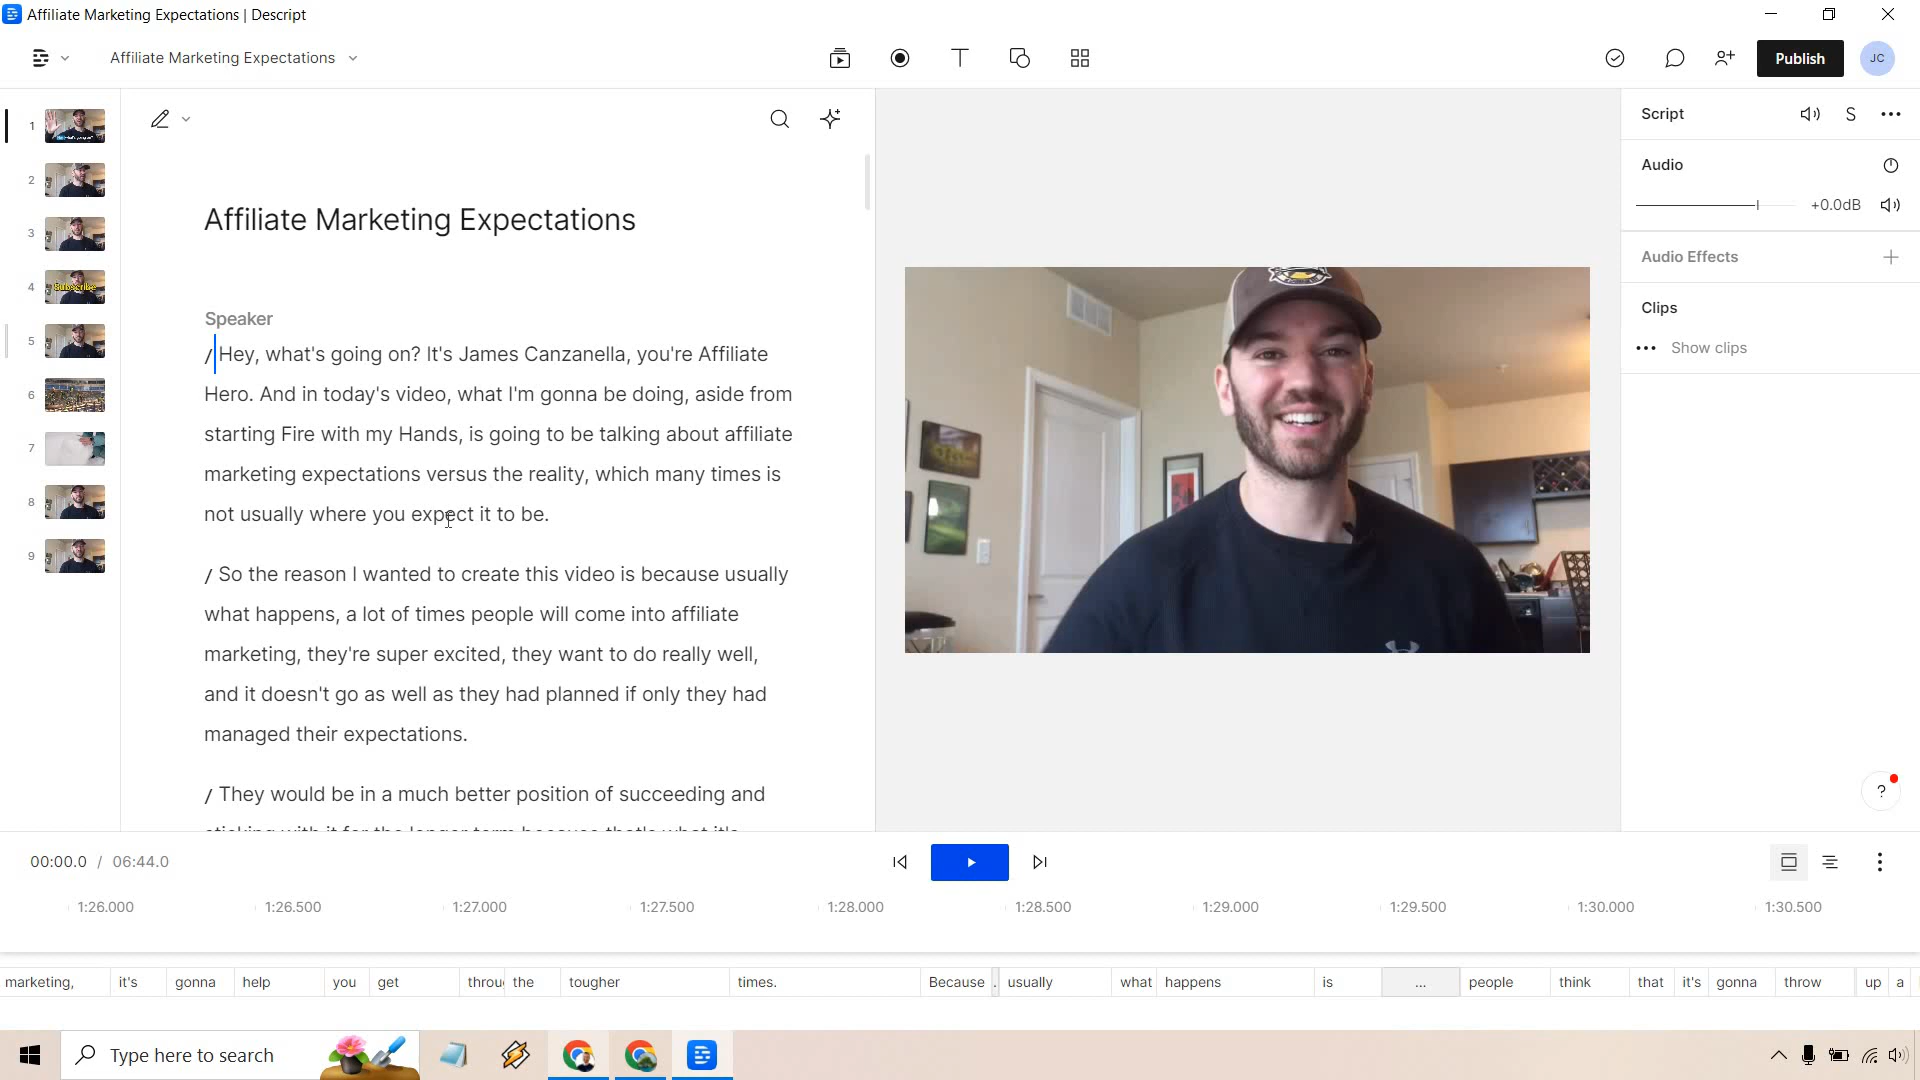 Affiliate Marketing Expectations | Descript
Affiliate Marketing Expectations
Publish
JC
1
2
3
4
Subscribe
5
6
7
8
9
Affiliate Marketing Expectations
Speaker
/ Hey, what's going on? It's James Canzanella, you're Affiliate
Hero. And in today's video, what I'm gonna be doing, aside from
starting Fire with my Hands, is going to be talking about affiliate
marketing expectations versus the reality, which many times is
not usually where you expect it to be.
/ So the reason I wanted to create this video is because usually
what happens, a lot of times people will come into affiliate
marketing, they're super excited, they want to do really well,
and it doesn't go as well as they had planned if only they had
managed their expectations.
/ They would be in a much better position of succeeding and
Script
S
Audio
+0.0dB
Audio Effects
Clips
Show clips
?
00:00.0 / 06:44.0
1:26.000 1:26.500 1:27.000 1:27.500 1:28.000 1:28.500 1:29.000 1:29.500 1:30.000 1:30.500
marketing, it's gonna help you get throu the tougher times. Because . usually what happens is ... people think that it's gonna throw up a
Type here to search